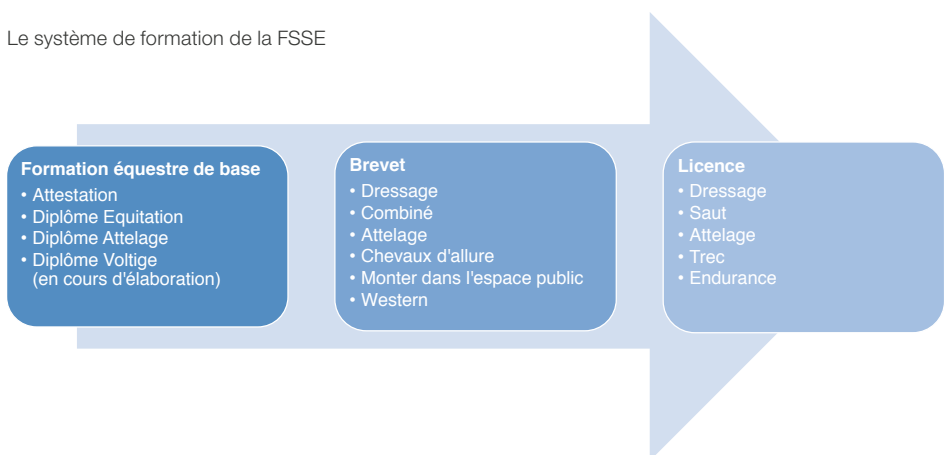 Le système de formation de la FSSE
Formation équestre de base
• Attestation
• Diplôme Equitation
• Diplôme Attelage
• Diplôme Voltige
(en cours d'élaboration)
Brevet
• Dressage
• Combiné
• Attelage
• Chevaux d'allure
• Monter dans l'espace public
• Western
Licence
• Dressage
• Saut
• Attelage
• Trec
• Endurance